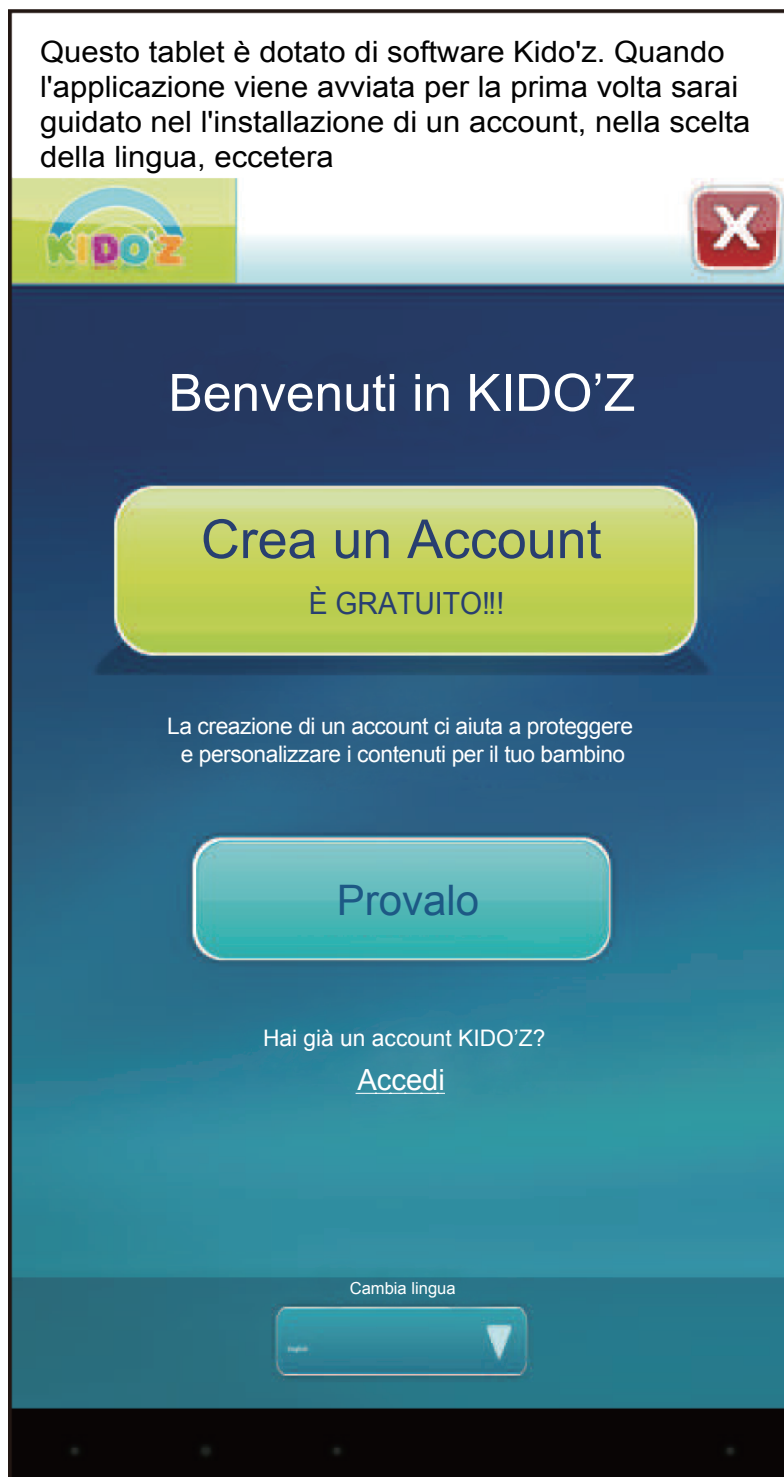 Questo tablet è dotato di software Kido'z. Quando
l'applicazione viene avviata per la prima volta sarai
guidato nel l'installazione di un account, nella scelta
della lingua, eccetera
KIDO'Z
X
Benvenuti in KIDO’Z
Crea un Account
È GRATUITO!!!
La creazione di un account ci aiuta a proteggere
e personalizzare i contenuti per il tuo bambino
Provalo
Hai già un account KIDO’Z?
Accedi
Cambia lingua
English